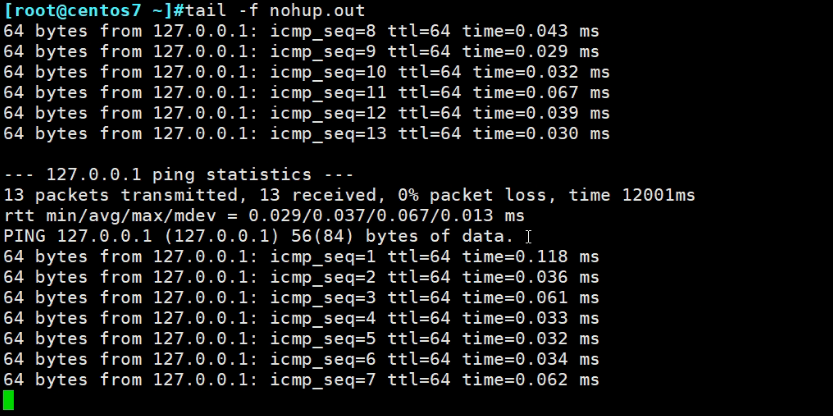 [root@centos7 ~]#tail -f nohup.out
64 bytes from 127.0.0.1: icmp_seq=8 ttl=64 time=0.043 ms
64 bytes from 127.0.0.1: icmp_seq=9 ttl=64 time=0.029 ms
64 bytes from 127.0.0.1: icmp_seq=10 ttl=64 time=0.032 ms
64 bytes from 127.0.0.1: icmp_seq=11 ttl=64 time=0.067 ms
64 bytes from 127.0.0.1: icmp_seq=12 ttl=64 time=0.039 ms
64 bytes from 127.0.0.1: icmp_seq=13 ttl=64 time=0.030 ms

--- 127.0.0.1 ping statistics ---
13 packets transmitted, 13 received, 0% packet loss, time 12001ms
rtt min/avg/max/mdev = 0.029/0.037/0.067/0.013 ms
PING 127.0.0.1 (127.0.0.1) 56(84) bytes of data.
64 bytes from 127.0.0.1: icmp_seq=1 ttl=64 time=0.118 ms
64 bytes from 127.0.0.1: icmp_seq=2 ttl=64 time=0.036 ms
64 bytes from 127.0.0.1: icmp_seq=3 ttl=64 time=0.061 ms
64 bytes from 127.0.0.1: icmp_seq=4 ttl=64 time=0.033 ms
64 bytes from 127.0.0.1: icmp_seq=5 ttl=64 time=0.032 ms
64 bytes from 127.0.0.1: icmp_seq=6 ttl=64 time=0.034 ms
64 bytes from 127.0.0.1: icmp_seq=7 ttl=64 time=0.062 ms